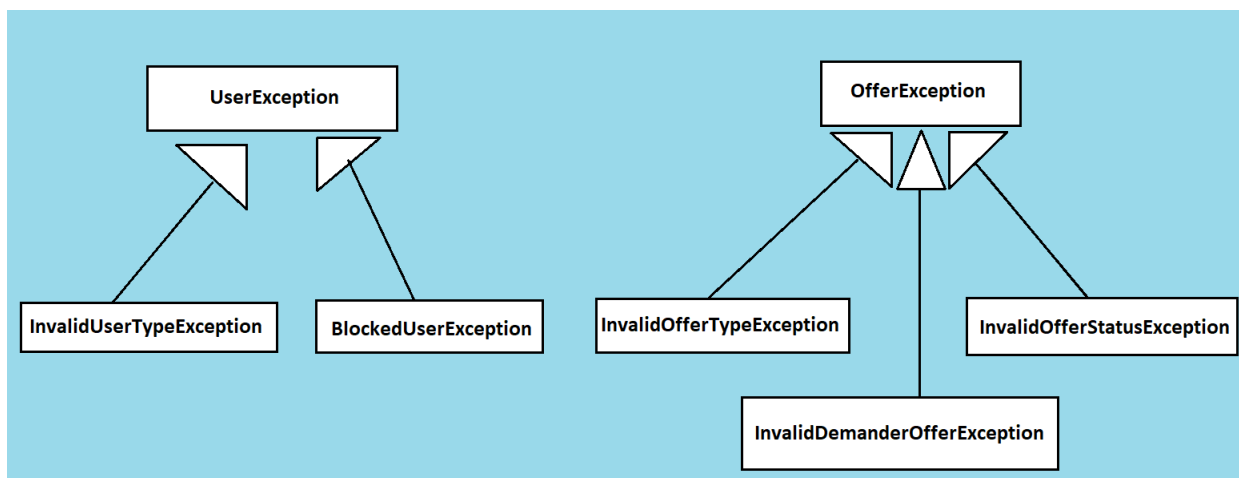 UserException
OfferException
InvalidUserTypeException
BlockedUserException
InvalidOfferTypeException
InvalidOfferStatusException
InvalidDemanderOfferException